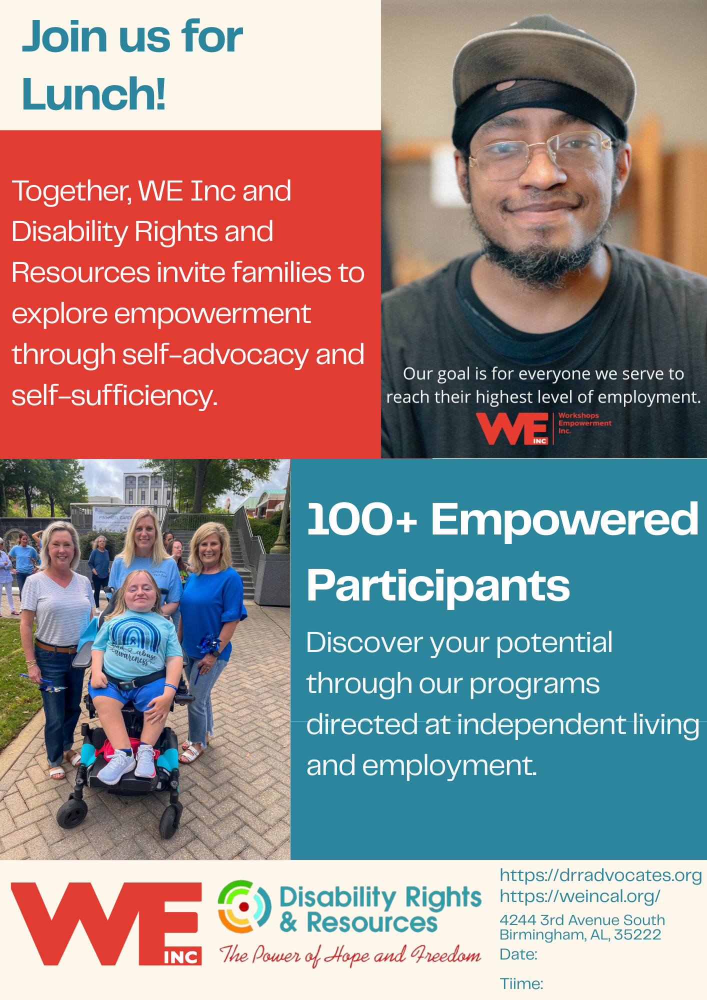 Join us for
Lunch!
Together, WE Inc and
Disability Rights and
Resources invite families to
explore empowerment
through self-advocacy and
self-sufficiency.
Our goal is for everyone we serve to
reach their highest level of employment.
WE
INC
Workshops
Empowerment
Inc.
PINWHEEL GARDE
abuse
awareness
100+ Empowered
Participants
Discover your potential
through our programs
directed at independent living
and employment.
WE
INC
Disability Rights
& Resources
The Power of Hope and Freedom
https://drradvocates.org
https://weincal.org/
4244 3rd Avenue South
Birmingham, AL, 35222
Date:
Tiime: